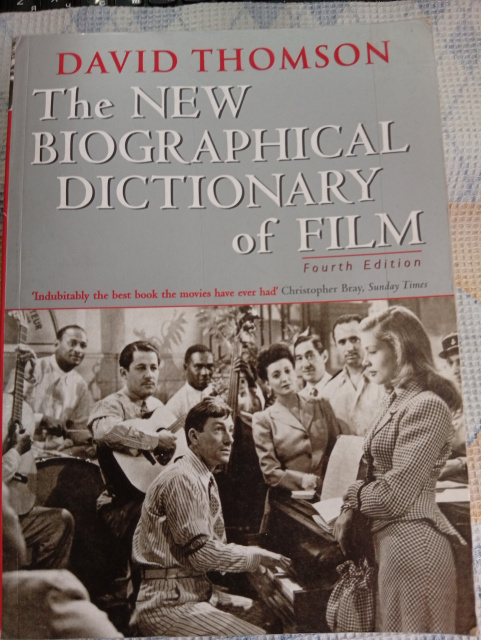 DAVID THOMSON
The NEW
BIOGRAPHICAL
DICTIONARY
of FILM
Fourth Edition
'Indubitably the best book the movies have ever had' Christopher Bray, Sunday Times